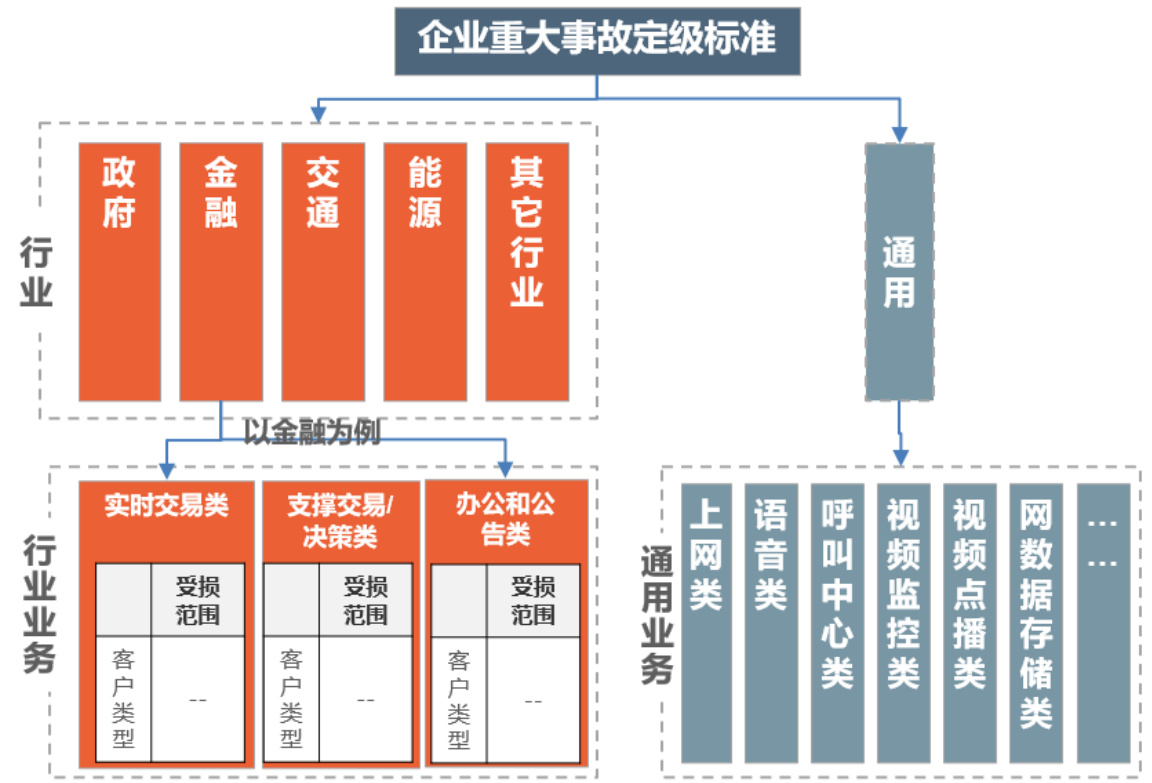 企业重大事故定级标准
行业
政府
金融
交通
能源
其它行业
通用
以金融为例
行业业务
实时交易类
受损
范围
客户类型
--
支撑交易/
决策类
受损
范围
客户类型
--
办公和公
告类
受损
范围
客户类型
--
通用业务
上网类
语音类
呼叫中心类
视频监控类
视频点播类
网数据存储类
... ...